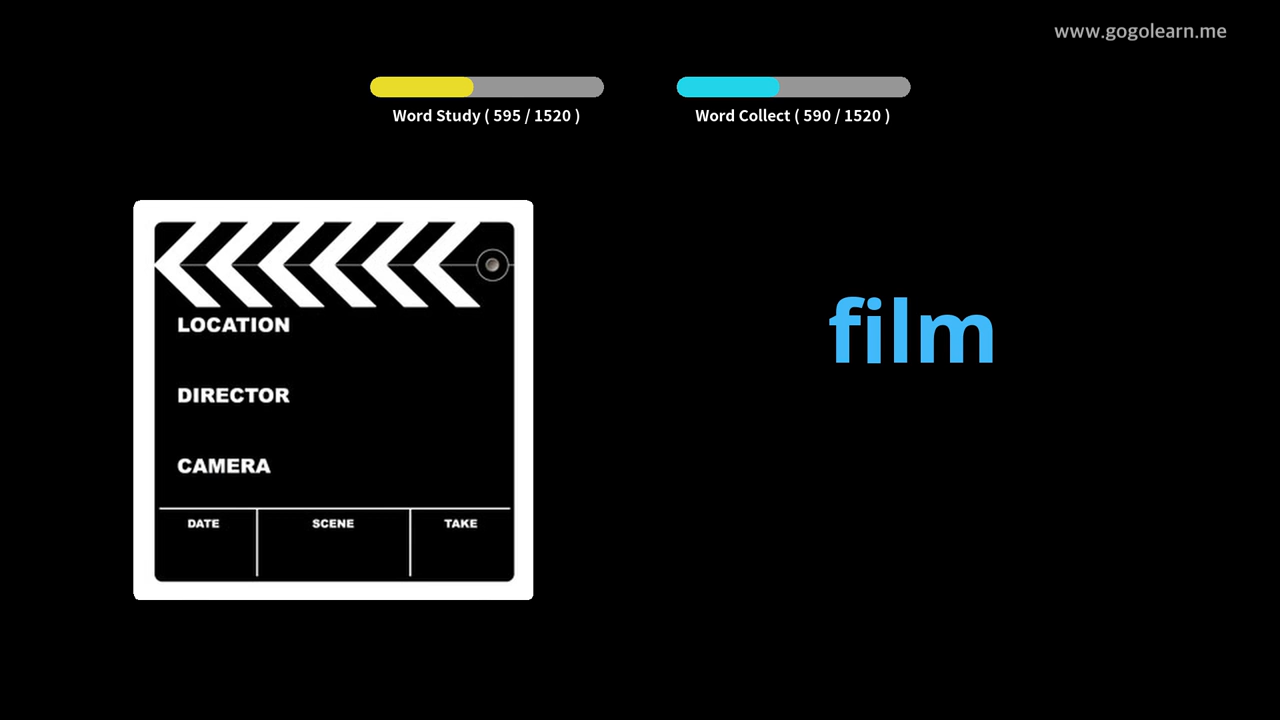 www.gogolearn.me
Word Study ( 595 / 1520 )
Word Collect ( 590 / 1520 )
LOCATION
DIRECTOR
CAMERA
DATE
SCENE
TAKE
film